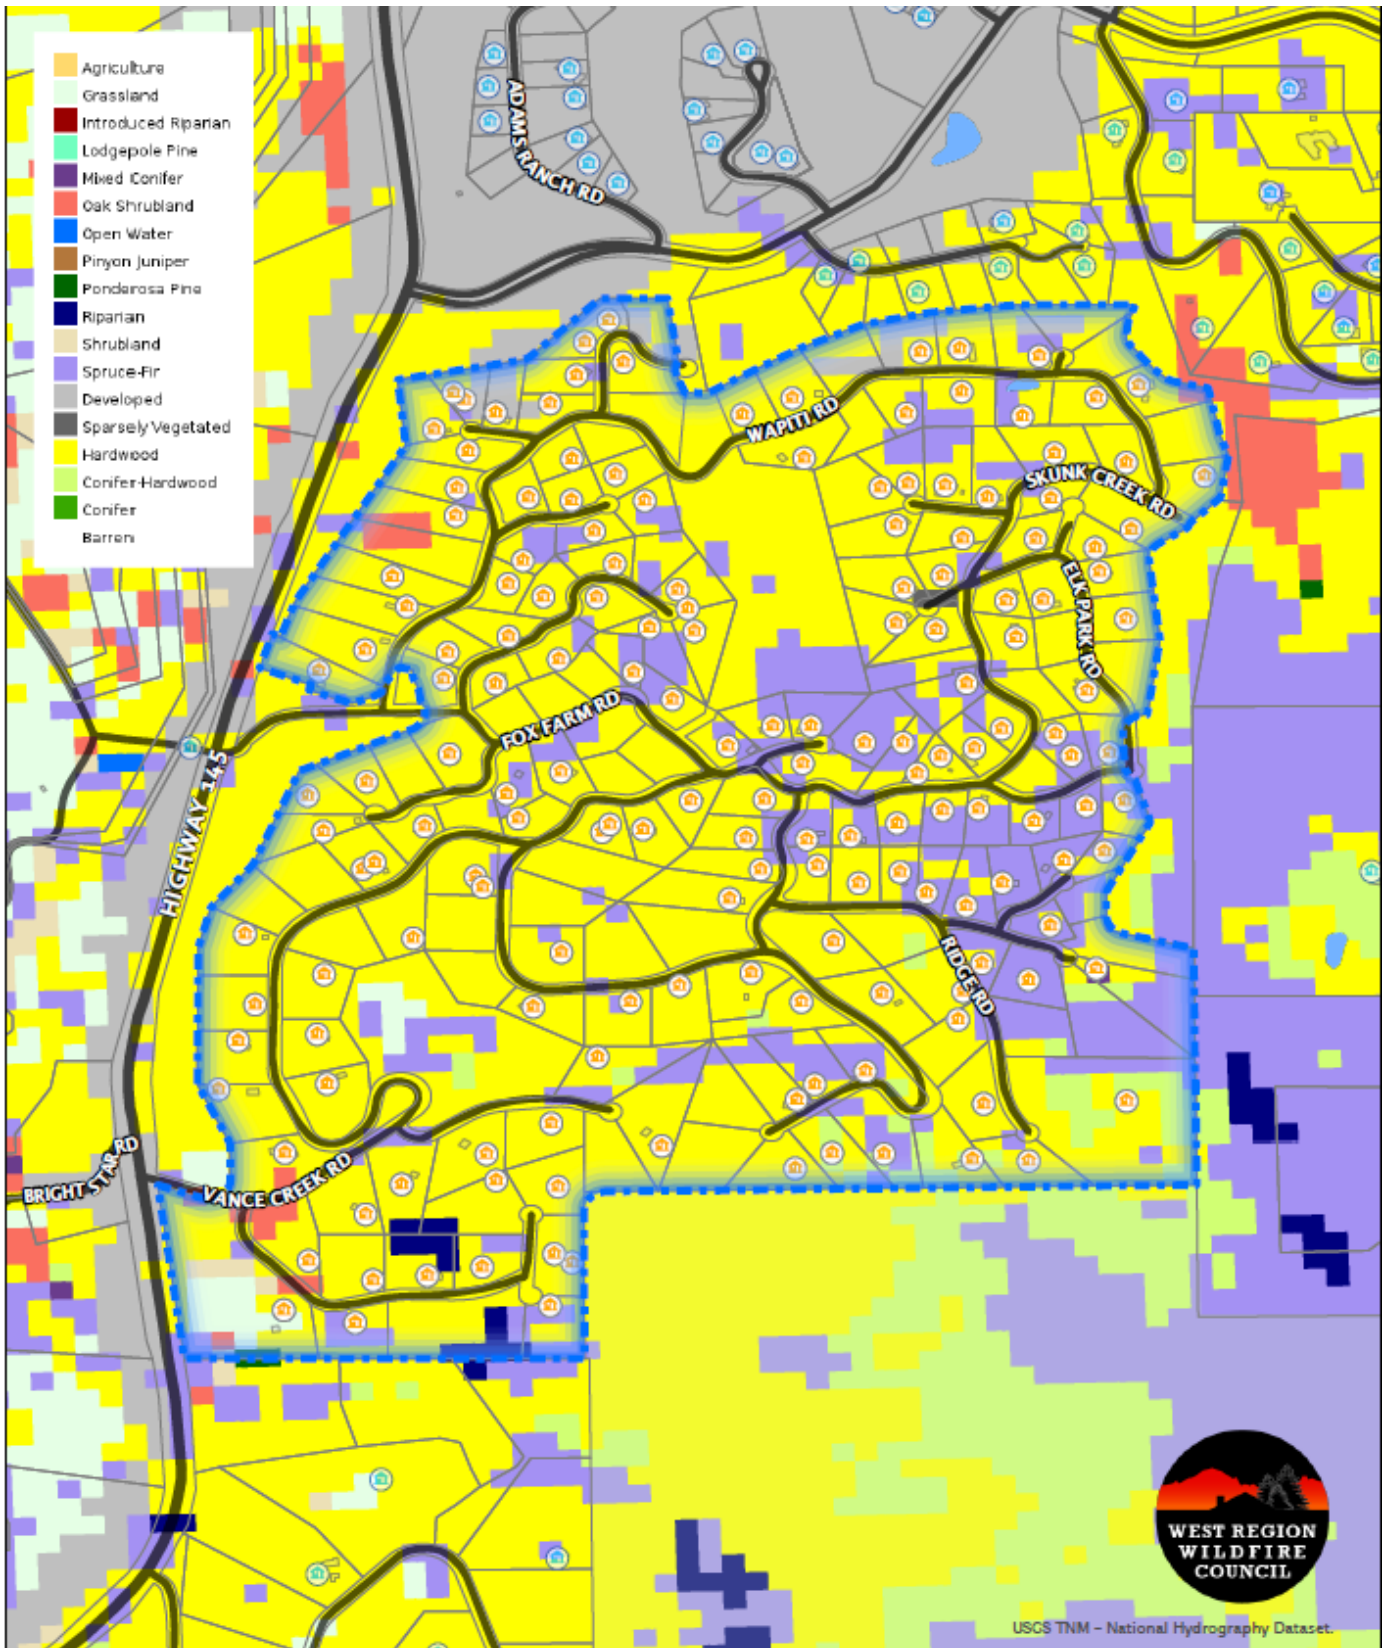 Agriculture
Grassland
Introduced Riparian
Lodgepole Pine
Mixed Conifer
Oak Shrubland
Open Water
Pinyon Juniper
Ponderosa Pine
Riparian
Shrubland
Spruce-Fir
Developed
Sparsely Vegetated
Hardwood
Conifer-Hardwood
Conifer
Barren
ADAMS RANCH RD
WAPITI RD
SKUNK CREEK RD
ELK PARK RD
FOX FARM RD
HIGHWAY 145
RIDGE RD
BRIGHT STAR RD
VANCE CREEK RD
WEST REGION
WILDFIRE
COUNCIL
USGS TNM – National Hydrography Dataset.